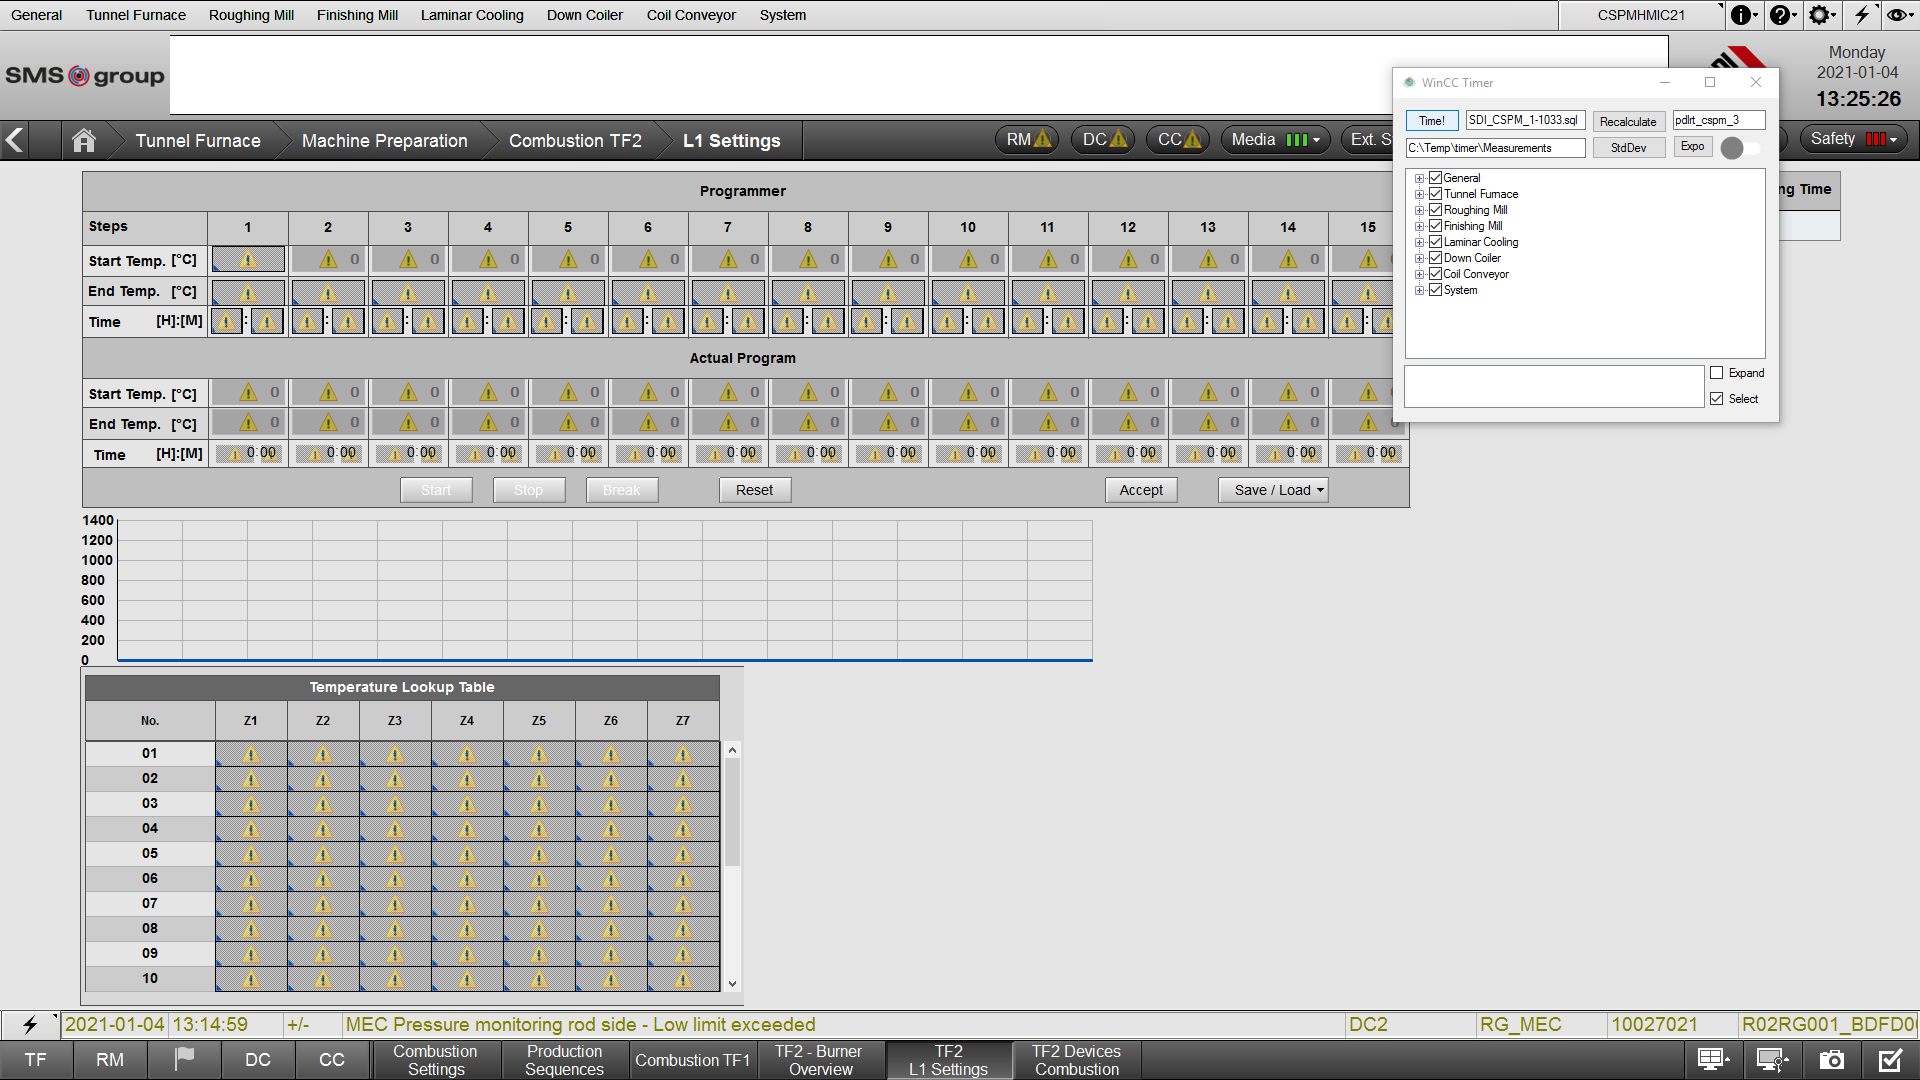 General Tunnel Furnace Roughing Mill Finishing Mill Laminar Cooling Down Coiler Coil Conveyor System CSPMHMIC21
SMS group
Monday
2021-01-04
13:25:26
Tunnel Furnace Machine Preparation Combustion TF2 L1 Settings RM DC CC Media Ext. S Safety
WinCC Timer
Time! SDI_CSPM_1-1033.sql Recalculate pdlrt_cspm_3
C:\Temp\timer\Measurements StdDev Expo
General
Tunnel Furnace
Roughing Mill
Finishing Mill
Laminar Cooling
Down Coiler
Coil Conveyor
System
Expand
Select
ng Time
Programmer
Steps 1 2 3 4 5 6 7 8 9 10 11 12 13 14 15
Start Temp. [°C] 0 0 0 0 0 0 0 0 0 0 0 0 0 0
End Temp. [°C]
Time [H]:[M] : : : : : : : : : : : : : : :
Actual Program
Start Temp. [°C] 0 0 0 0 0 0 0 0 0 0 0 0 0 0 0
End Temp. [°C] 0 0 0 0 0 0 0 0 0 0 0 0 0 0 0
Time [H]:[M] 0:00 0:00 0:00 0:00 0:00 0:00 0:00 0:00 0:00 0:00 0:00 0:00 0:00 0:00 0:00
Start Stop Break Reset Accept Save / Load
1400
1200
1000
800
600
400
200
0
Temperature Lookup Table
No. Z1 Z2 Z3 Z4 Z5 Z6 Z7
01
02
03
04
05
06
07
08
09
10
2021-01-04 13:14:59 +/- MEC Pressure monitoring rod side - Low limit exceeded DC2 RG_MEC 10027021 R02RG001_BDFD0
TF RM DC CC Combustion Settings Production Sequences Combustion TF1 TF2 - Burner Overview TF2 L1 Settings TF2 Devices Combustion